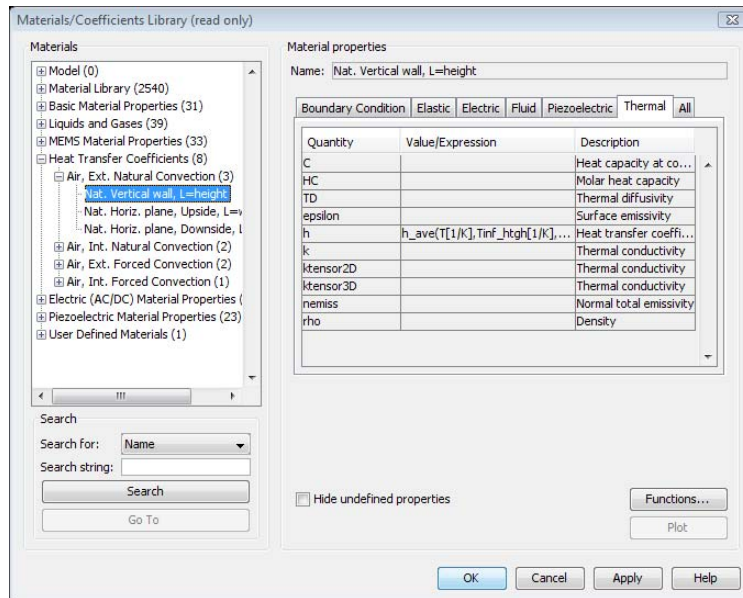 Materials/Coefficients Library (read only)
Materials
Model (0)
Material Library (2540)
Basic Material Properties (31)
Liquids and Gases (39)
MEMS Material Properties (33)
Heat Transfer Coefficients (8)
Air, Ext. Natural Convection (3)
Nat. Vertical wall, L=height
Nat. Horiz. plane, Upside, L=
Nat. Horiz. plane, Downside, L
Air, Int. Natural Convection (2)
Air, Ext. Forced Convection (2)
Air, Int. Forced Convection (1)
Electric (AC/DC) Material Properties (
Piezoelectric Material Properties (23)
User Defined Materials (1)
Search
Search for: Name
Search string:
Search
Go To
Material properties
Name: Nat. Vertical wall, L=height
Boundary Condition Elastic Electric Fluid Piezoelectric Thermal All
Quantity Value/Expression Description
C Heat capacity at co...
HC Molar heat capacity
TD Thermal diffusivity
epsilon Surface emissivity
h h_ave(T[1/K],Tinf_htgh[1/K],... Heat transfer coeffi...
k Thermal conductivity
ktensor2D Thermal conductivity
ktensor3D Thermal conductivity
nemiss Normal total emissivity
rho Density
Hide undefined properties
Functions...
Plot
OK Cancel Apply Help